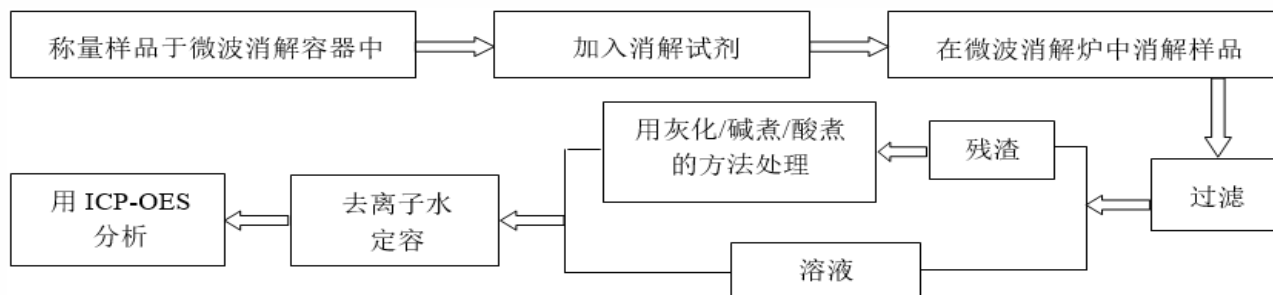 称量样品于微波消解容器中
加入消解试剂
在微波消解炉中消解样品
用灰化/碱煮/酸煮
的方法处理
残渣
过滤
用 ICP-OES
分析
去离子水
定容
溶液